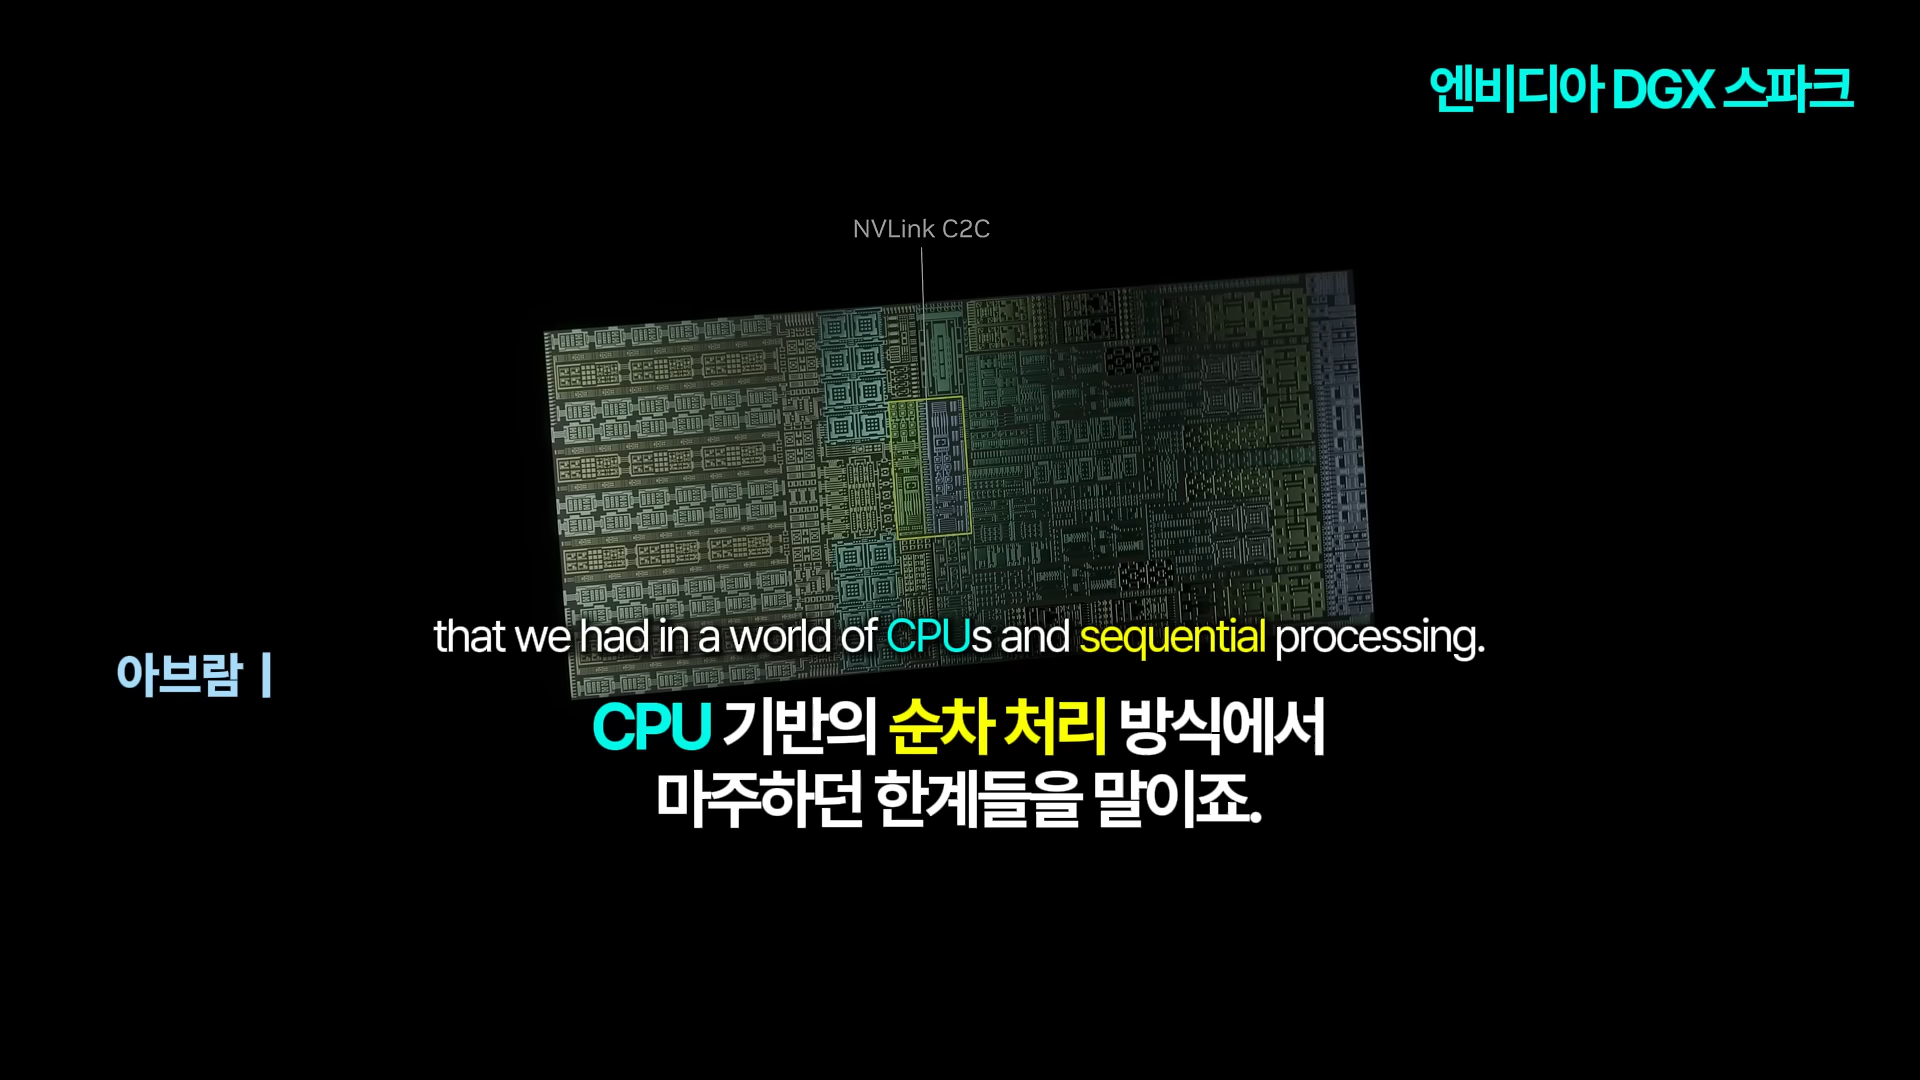 엔비디아 DGX 스파크
NVLink C2C
that we had in a world of CPUs and sequential processing.
아브람 |
CPU 기반의 순차 처리 방식에서
마주하던 한계들을 말이죠.